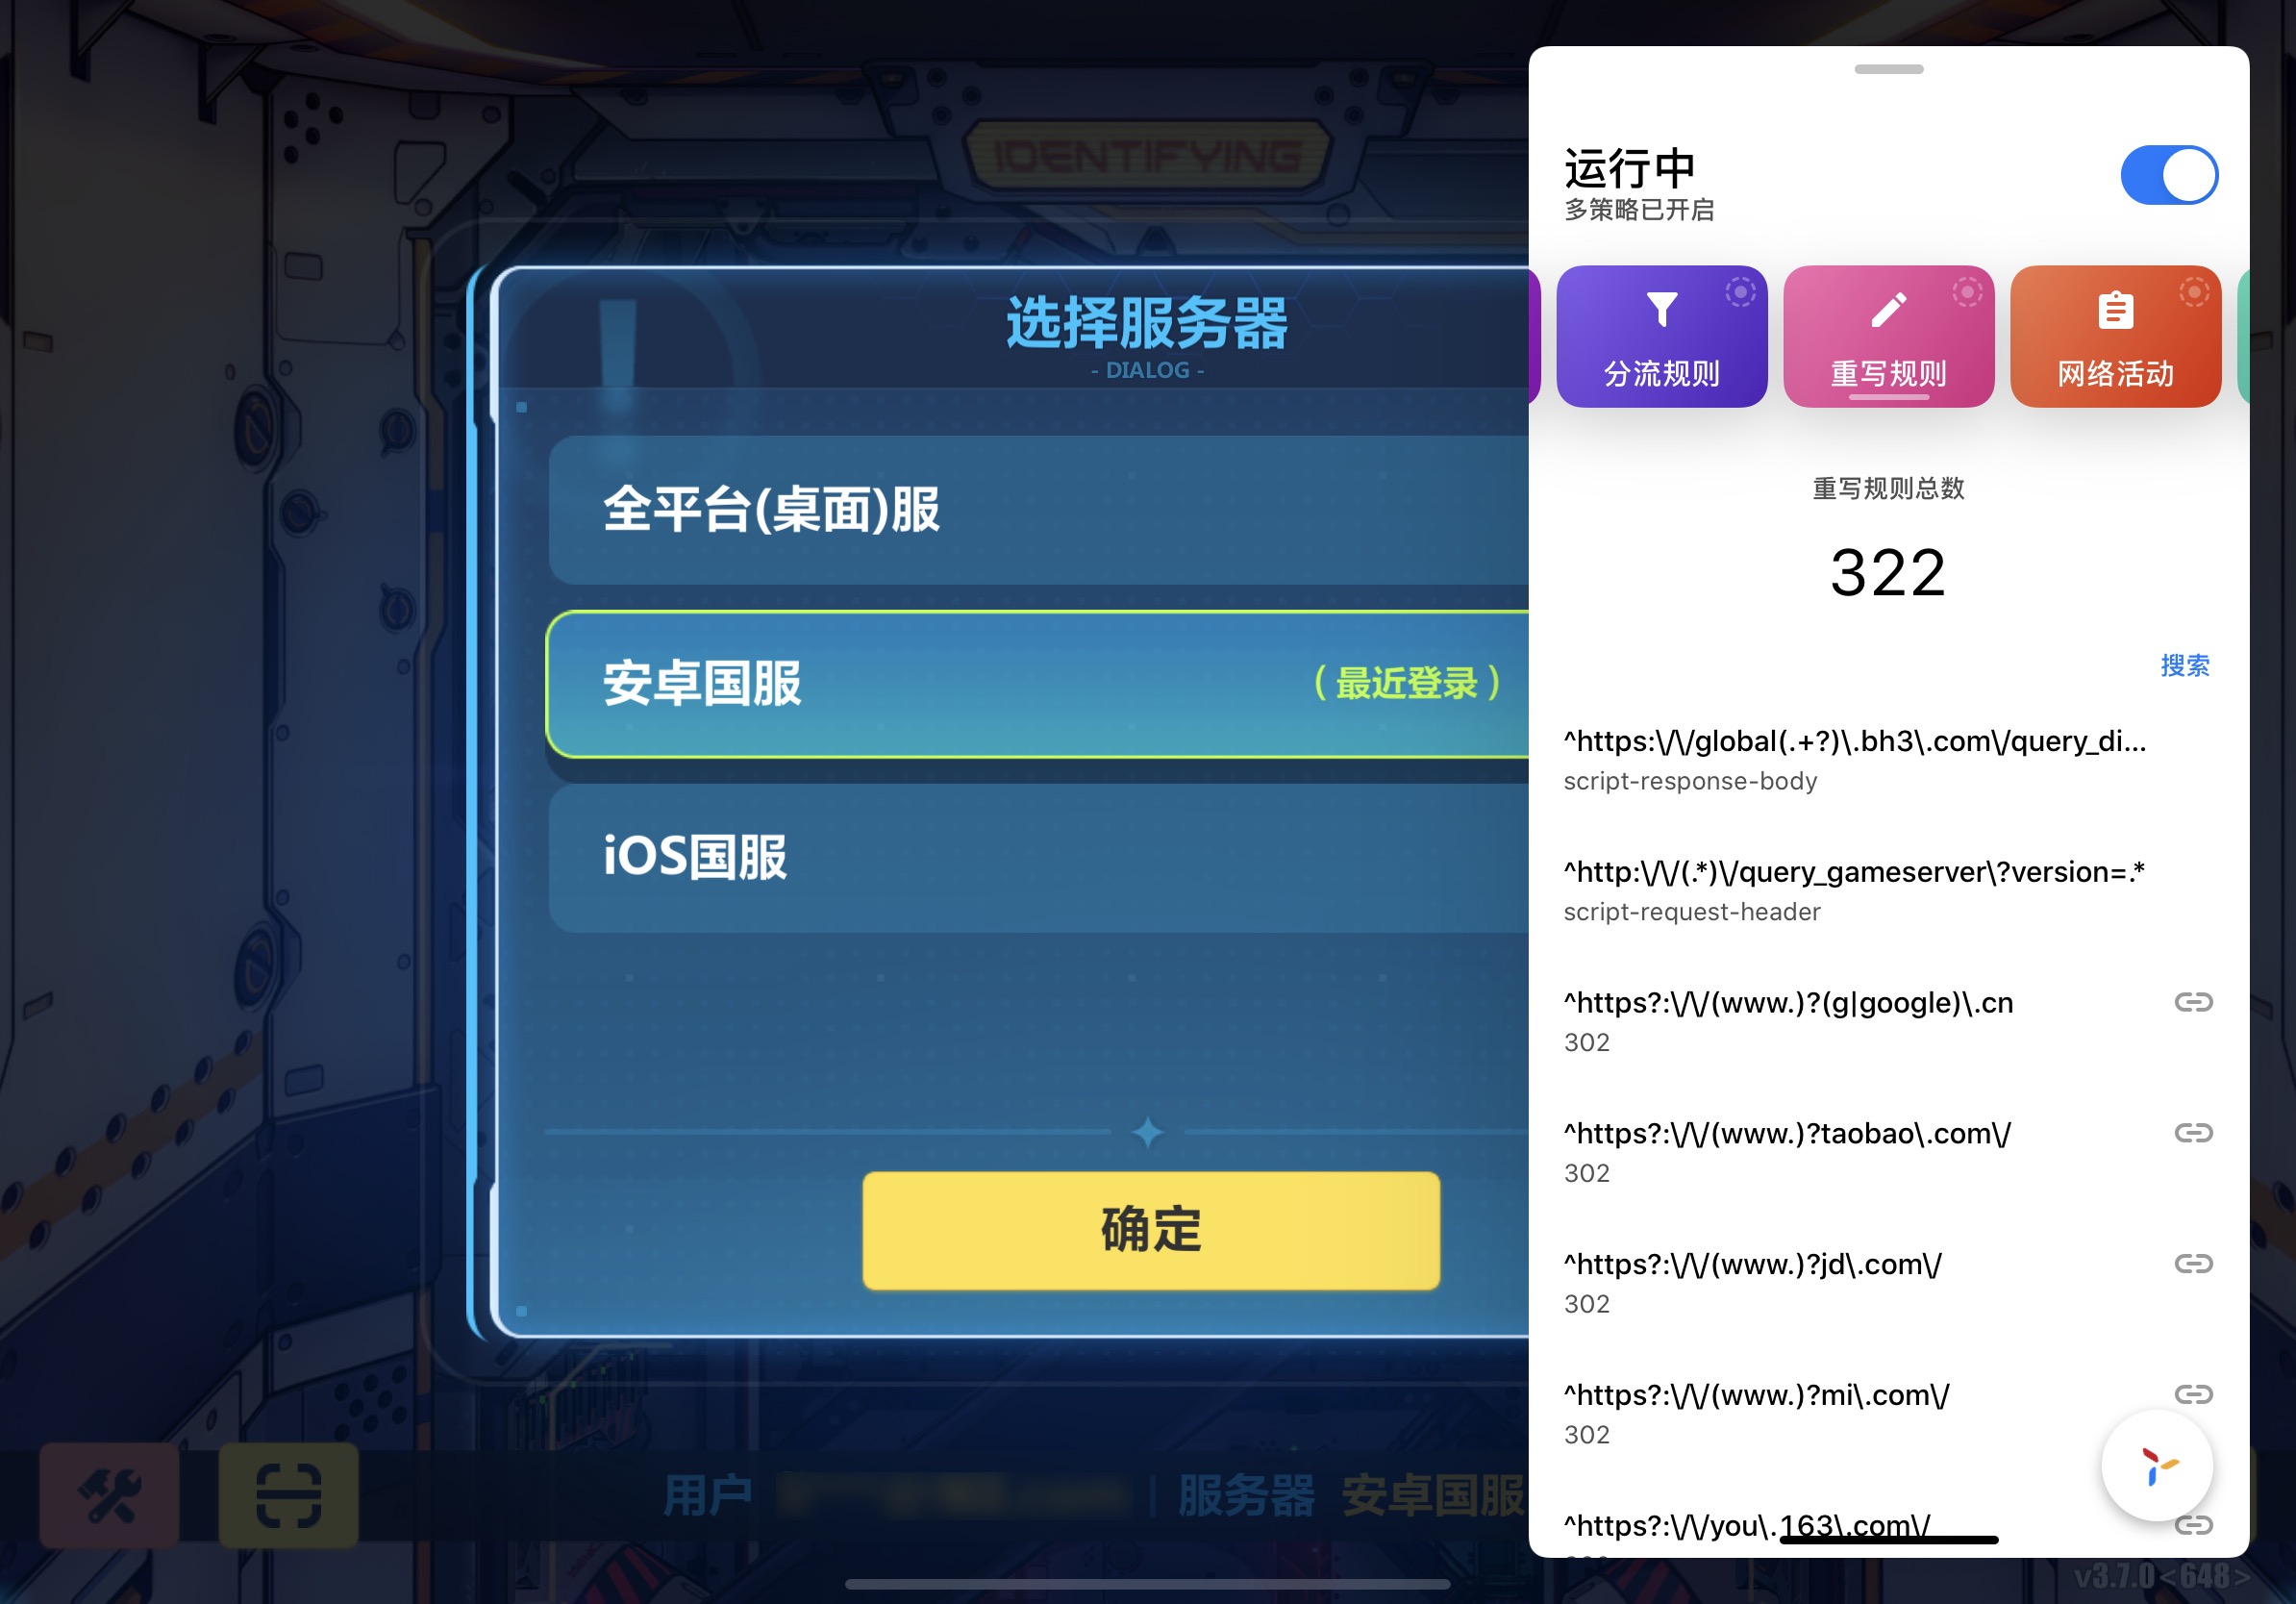 IDENTIFYING
选择服务器
- DIALOG -
全平台(桌面)服
安卓国服
(最近登录)
iOS国服
确定
用户
服务器 安卓国服
v3.7.0<648>
运行中
多策略已开启
分流规则
重写规则
网络活动
重写规则总数
322
搜索
^https:\/\/global(.+?)\.bh3\.com\/query_di...
script-response-body
^http:\/\/(.*)\/query_gameserver\?version=.*
script-request-header
^https?:\/\/(www.)?(g|google)\.cn
302
^https?:\/\/(www.)?taobao\.com\/
302
^https?:\/\/(www.)?jd\.com\/
302
^https?:\/\/(www.)?mi\.com\/
302
^https?:\/\/you\.163\.com\/